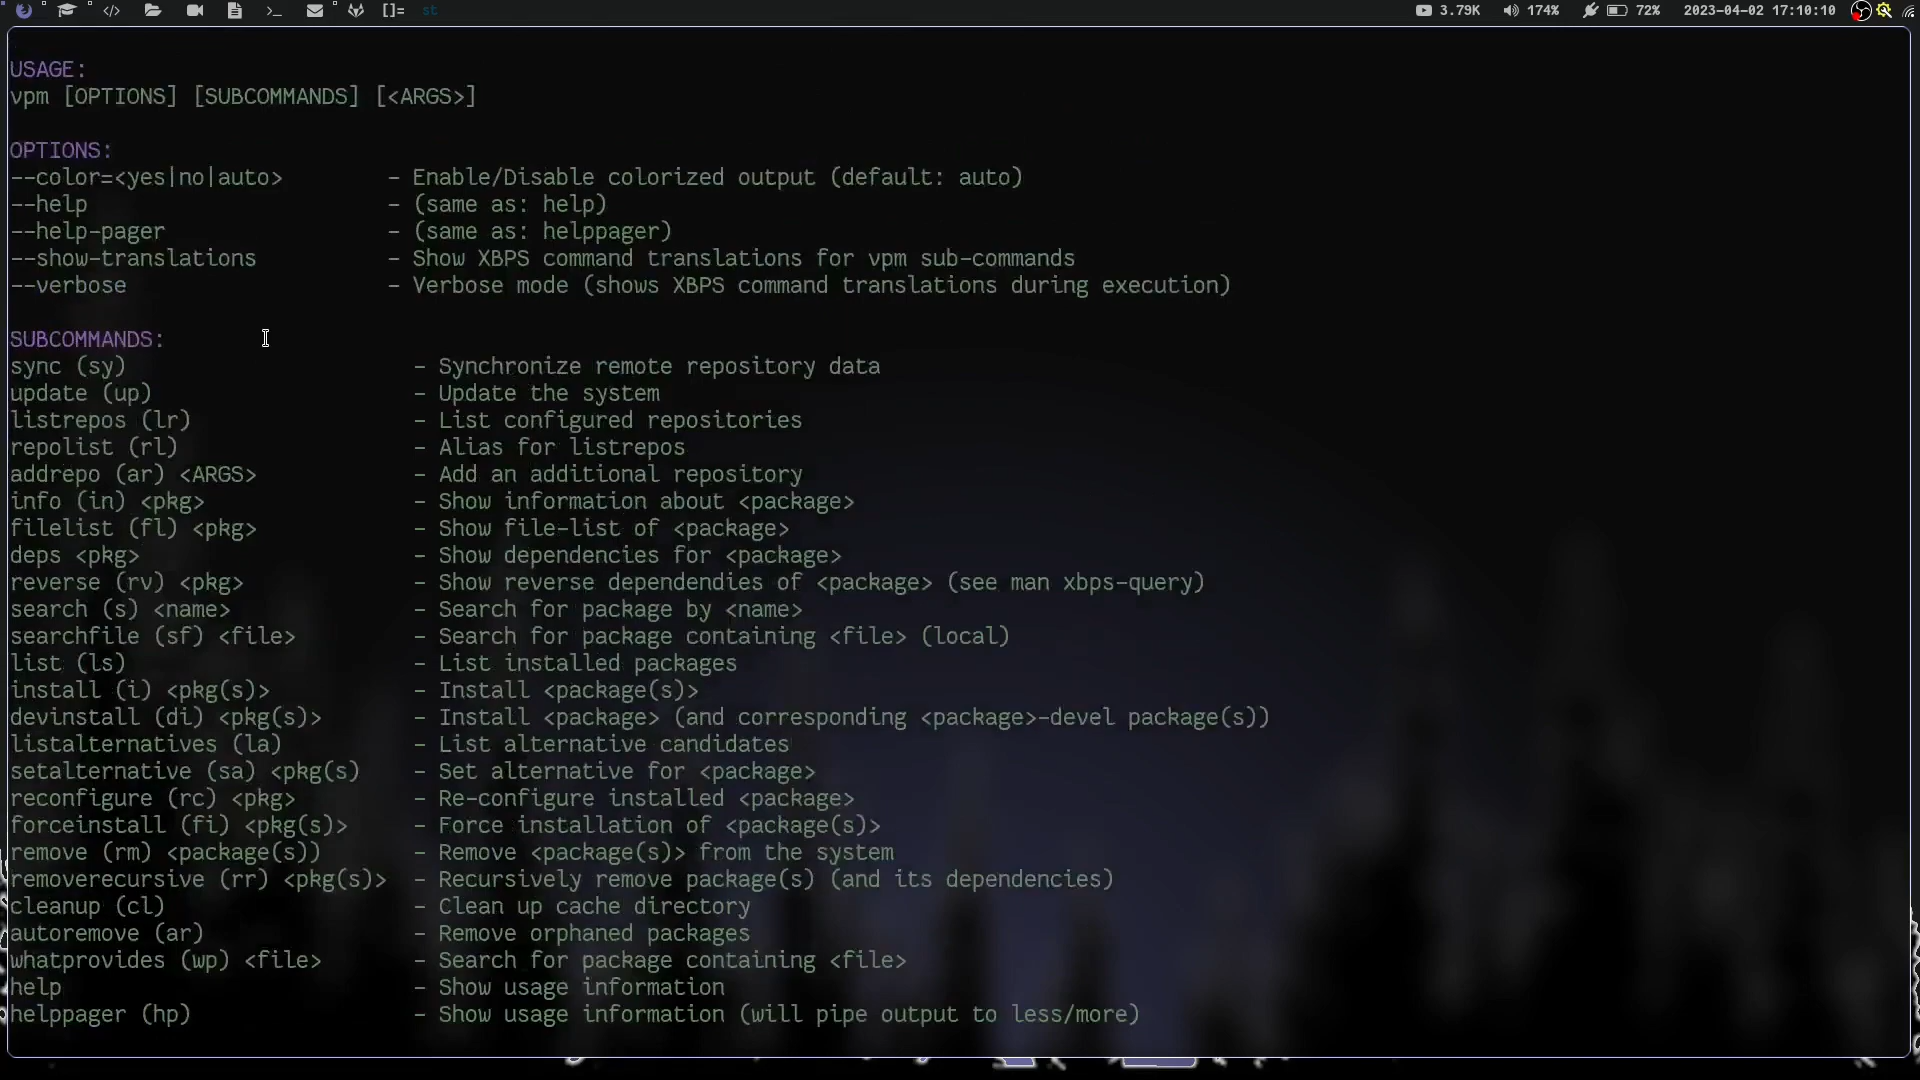 []= st 3.79K 174% 72% 2023-04-02 17:10:10
USAGE:
vpm [OPTIONS] [SUBCOMMANDS] [<ARGS>]
OPTIONS:
--color=<yes|no|auto> - Enable/Disable colorized output (default: auto)
--help - (same as: help)
--help-pager - (same as: helppager)
--show-translations - Show XBPS command translations for vpm sub-commands
--verbose - Verbose mode (shows XBPS command translations during execution)
SUBCOMMANDS:
sync (sy) - Synchronize remote repository data
update (up) - Update the system
listrepos (lr) - List configured repositories
repolist (rl) - Alias for listrepos
addrepo (ar) <ARGS> - Add an additional repository
info (in) <pkg> - Show information about <package>
filelist (fl) <pkg> - Show file-list of <package>
deps <pkg> - Show dependencies for <package>
reverse (rv) <pkg> - Show reverse dependendies of <package> (see man xbps-query)
search (s) <name> - Search for package by <name>
searchfile (sf) <file> - Search for package containing <file> (local)
list (ls) - List installed packages
install (i) <pkg(s)> - Install <package(s)>
devinstall (di) <pkg(s)> - Install <package> (and corresponding <package>-devel package(s))
listalternatives (la) - List alternative candidates
setalternative (sa) <pkg(s) - Set alternative for <package>
reconfigure (rc) <pkg> - Re-configure installed <package>
forceinstall (fi) <pkg(s)> - Force installation of <package(s)>
remove (rm) <package(s)) - Remove <package(s)> from the system
removerecursive (rr) <pkg(s)> - Recursively remove package(s) (and its dependencies)
cleanup (cl) - Clean up cache directory
autoremove (ar) - Remove orphaned packages
whatprovides (wp) <file> - Search for package containing <file>
help - Show usage information
helppager (hp) - Show usage information (will pipe output to less/more)